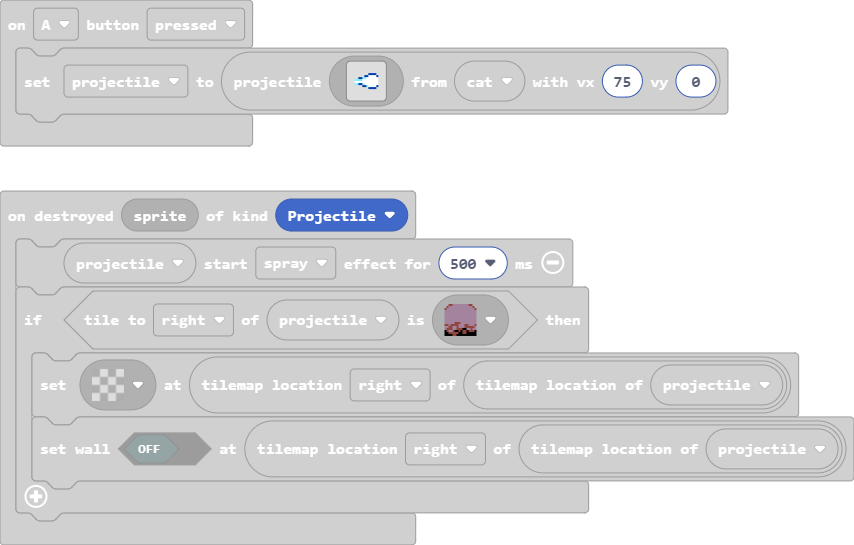 on A button pressed
set projectile to projectile from cat with vx 75 vy 0
on destroyed sprite of kind Projectile
projectile start spray effect for 500 ms
if tile to right of projectile is then
set at tilemap location right of tilemap location of projectile
set wall OFF at tilemap location right of tilemap location of projectile